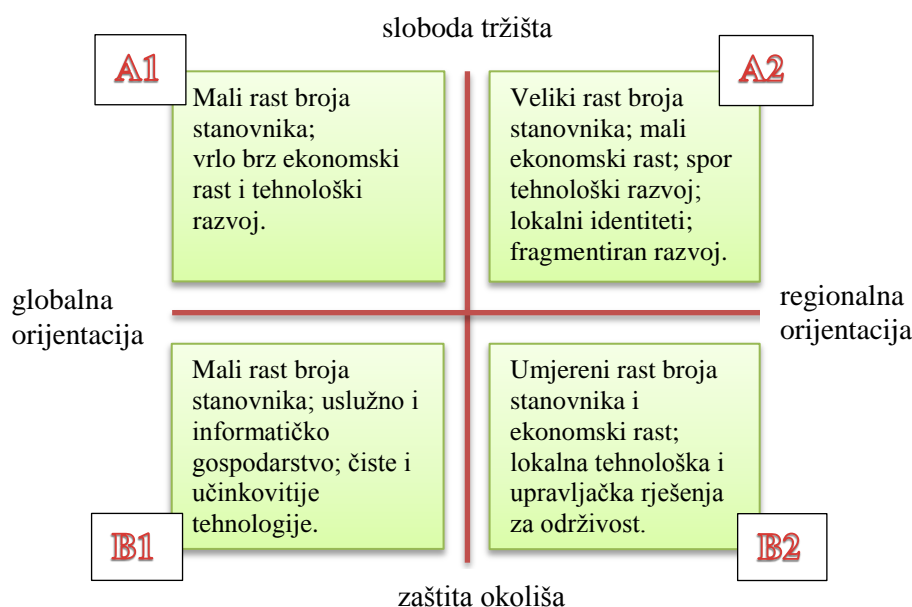 sloboda tržišta
A1
Mali rast broja
stanovnika;
vrlo brz ekonomski
rast i tehnološki
razvoj.
A2
Veliki rast broja
stanovnika; mali
ekonomski rast; spor
tehnološki razvoj;
lokalni identiteti;
fragmentiran razvoj.
globalna
orijentacija
regionalna
orijentacija
Mali rast broja
stanovnika; uslužno i
informatičko
gospodarstvo; čiste i
učinkovitije
tehnologije.
B1
Umjereni rast broja
stanovnika i
ekonomski rast;
lokalna tehnološka i
upravljačka rješenja
za održivost.
B2
zaštita okoliša